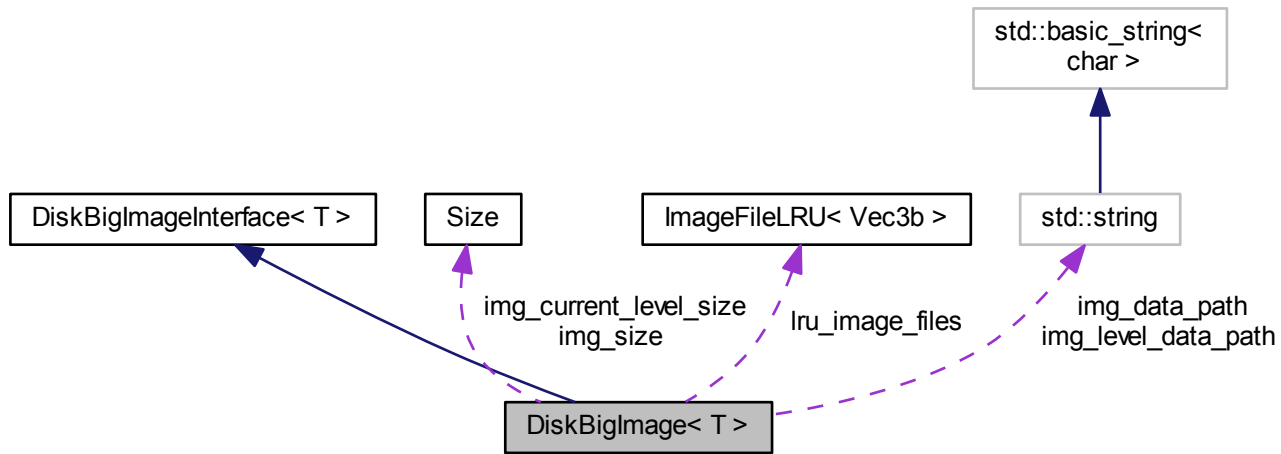 std::basic_string<
char >
DiskBigImageInterface< T >
Size
ImageFileLRU< Vec3b >
std::string
img_current_level_size
img_size
lru_image_files
img_data_path
img_level_data_path
DiskBigImage< T >